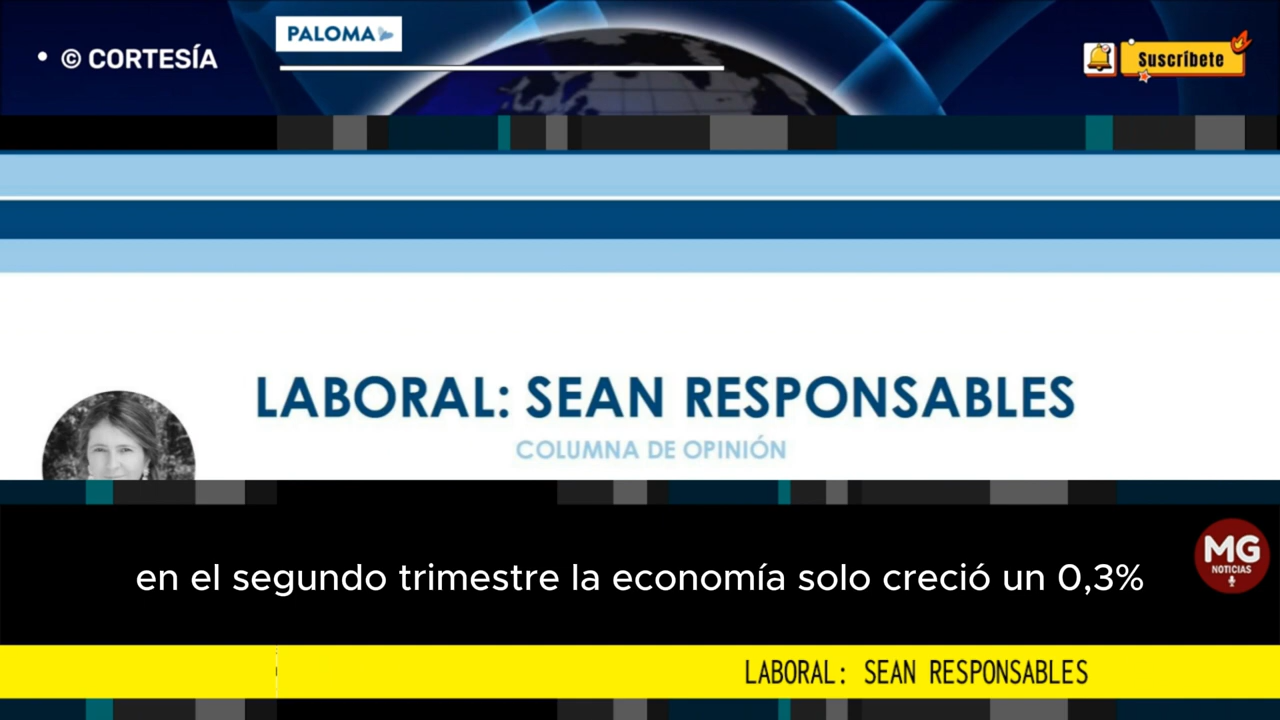 • © CORTESÍA
PALOMA
Suscríbete
LABORAL: SEAN RESPONSABLES
COLUMNA DE OPINIÓN
en el segundo trimestre la economía solo creció un 0,3%
MG
NOTICIAS
LABORAL: SEAN RESPONSABLES